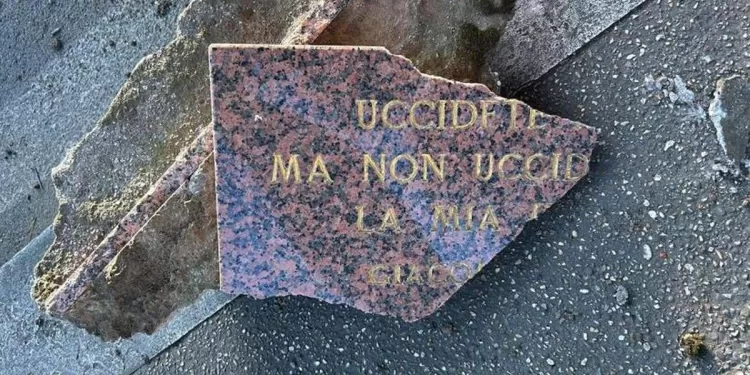 UCCIDETE
MA NON UCCID
LA MIA
GIACO